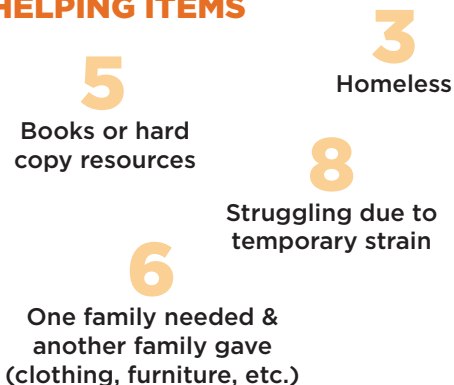 HELPING ITEMS
3
Homeless
5
Books or hard
copy resources
8
Struggling due to
temporary strain
6
One family needed &
another family gave
(clothing, furniture, etc.)